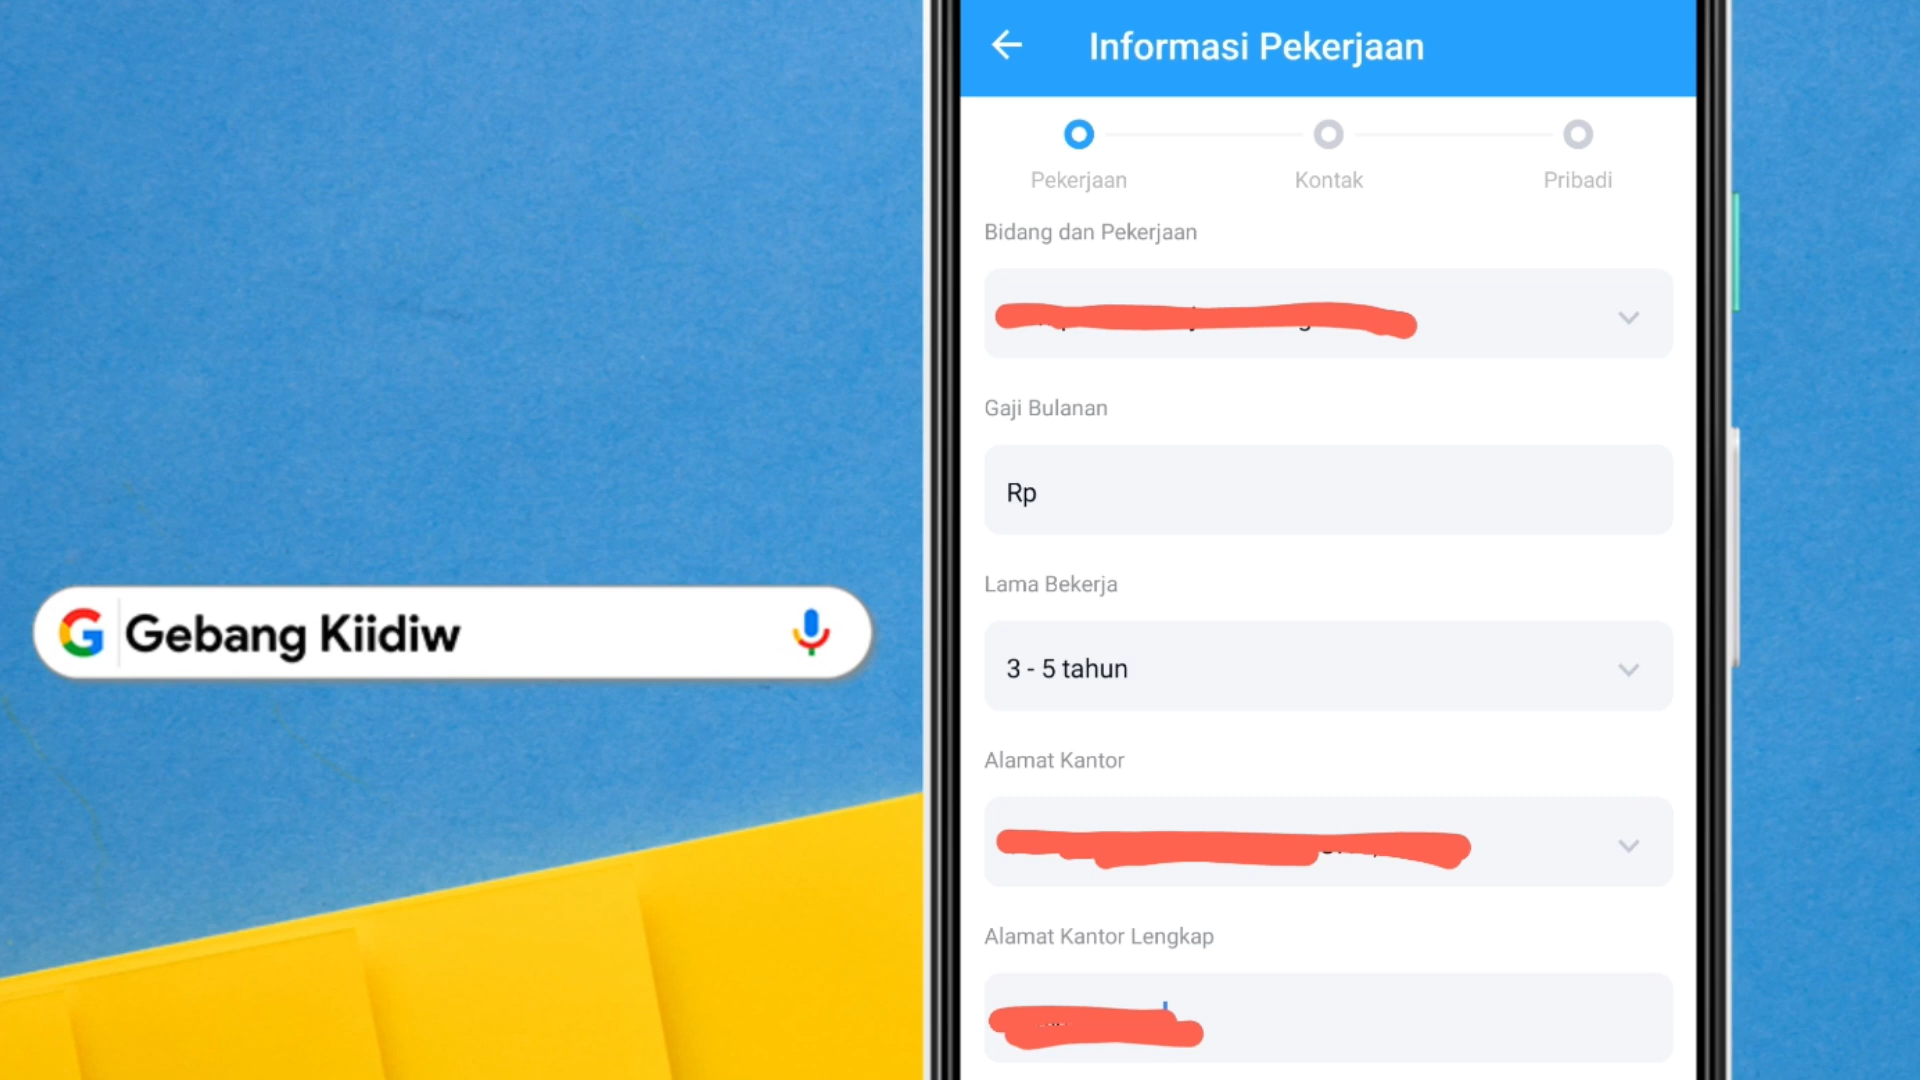 Gebang Kiidiw
Informasi Pekerjaan
Pekerjaan
Kontak
Pribadi
Bidang dan Pekerjaan
Gaji Bulanan
Rp
Lama Bekerja
3 - 5 tahun
Alamat Kantor
Alamat Kantor Lengkap